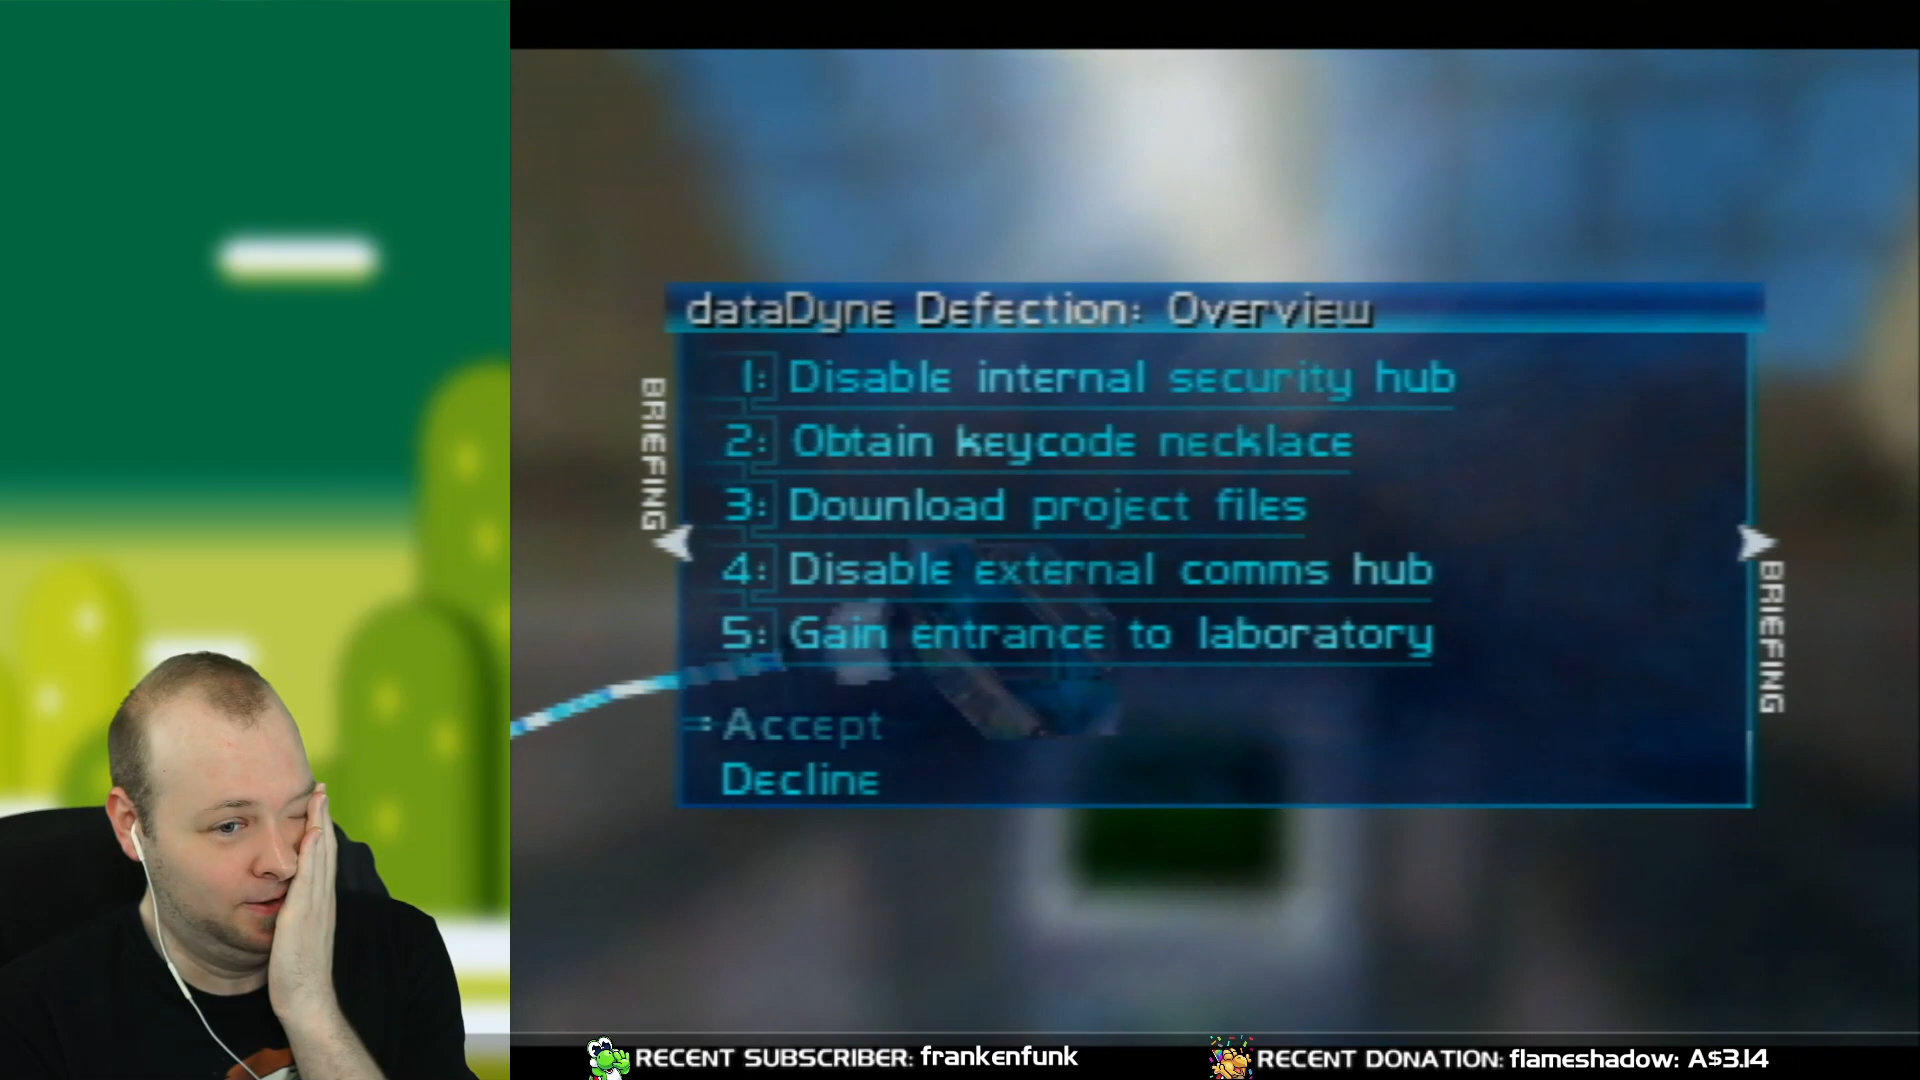 dataDyne Defection: Overview
1: Disable internal security hub
2: Obtain keycode necklace
3: Download project files
4: Disable external comms hub
5: Gain entrance to laboratory
Accept
Decline
BRIEFING
BRIEFING
RECENT SUBSCRIBER: frankenfunk
RECENT DONATION: flameshadow: A$3.14